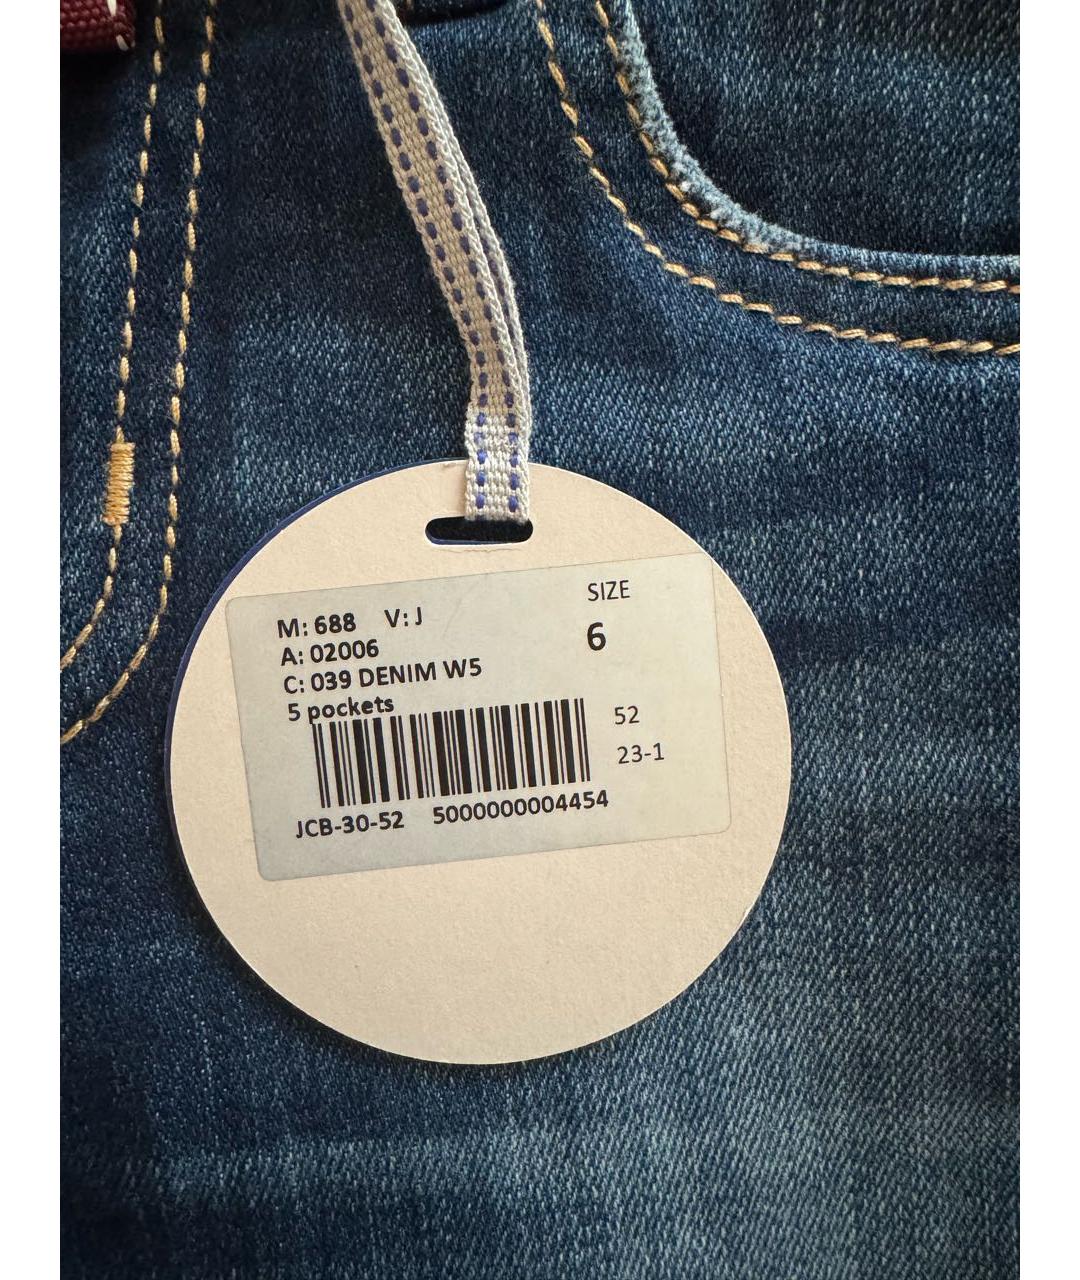 M: 688 V: J
A: 02006
C: 039 DENIM W5
5 pockets
SIZE
6
52
23-1
JCB-30-52 5000000004454